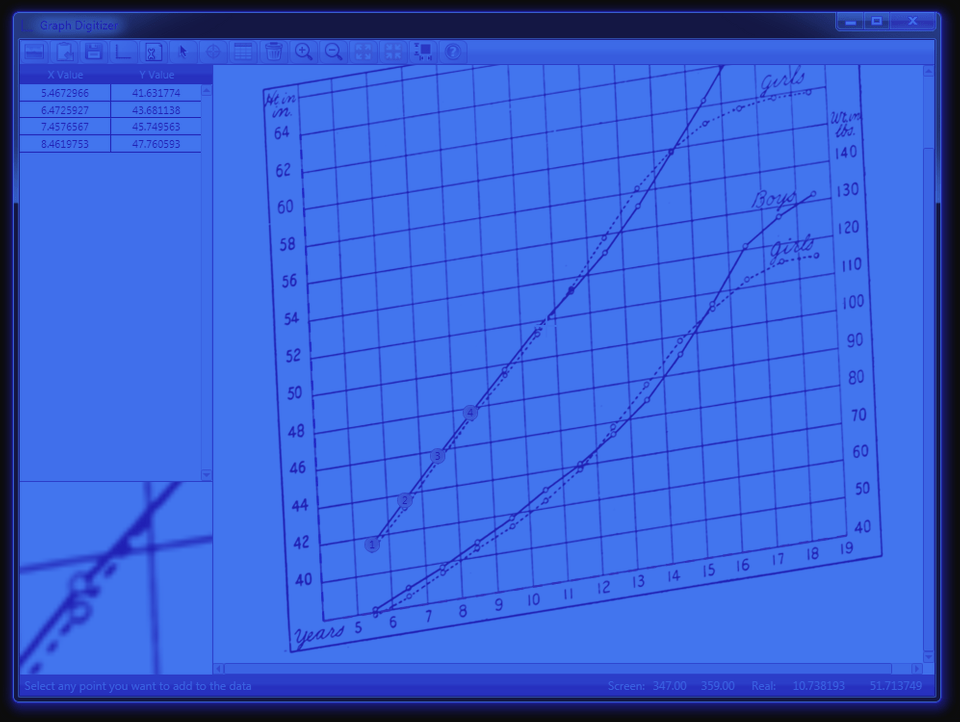 Graph Digitizer
X Value Y Value
5.4672966 41.631774
6.4725927 43.681138
7.4576567 45.749563
8.4619753 47.760593
Ht. in
in.
64
62
60
58
56
54
52
50
48
46
44
42
40
Girls
Wt. in
lbs.
140
130
120
110
100
90
80
70
60
50
40
Boys
Girls
1
2
3
4
Years 5 6 7 8 9 10 11 12 13 14 15 16 17 18 19
Select any point you want to add to the data
Screen: 347.00 359.00 Real: 10.738193 51.713749